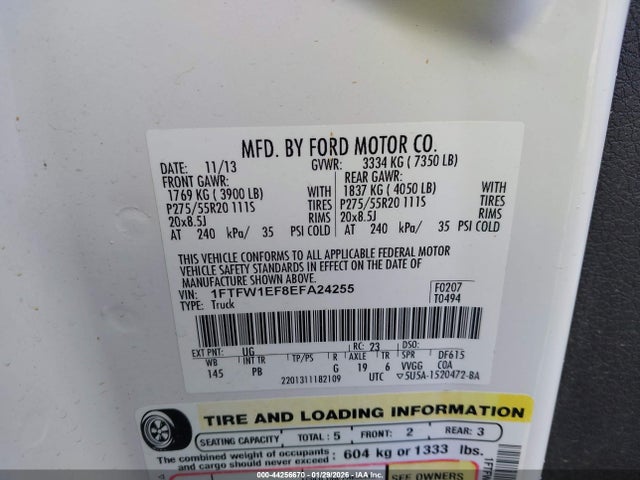 MFD. BY FORD MOTOR CO.
DATE: 11/13 GVWR: 3334 KG ( 7350 LB)
FRONT GAWR: REAR GAWR:
1769 KG ( 3900 LB) WITH 1837 KG ( 4050 LB) WITH
P275/55R20 111S TIRES P275/55R20 111S TIRES
20x8.5J RIMS 20x8.5J RIMS
AT 240 kPa/ 35 PSI COLD AT 240 kPa/ 35 PSI COLD
THIS VEHICLE CONFORMS TO ALL APPLICABLE FEDERAL MOTOR
VEHICLE SAFETY STANDARDS IN EFFECT ON THE DATE OF
MANUFACTURE SHOWN ABOVE.
VIN: 1FTFW1EF8EFA24255 F0207
TYPE: Truck T0494
EXT PNT: UG RC: 23 DSO:
WB INT TR TP/PS R AXLE TR SPR DF615
145 PB G 19 6 VVGG COA
2201311182109 UTC 5U5A-1520472-BA
TIRE AND LOADING INFORMATION
SEATING CAPACITY TOTAL: 5 FRONT: 2 REAR: 3
The combined weight of occupants and cargo should never exceed 604 kg or 1333 lbs.
SEE OWNERS
000-44256670 - 01/29/2026 - IAA Inc.